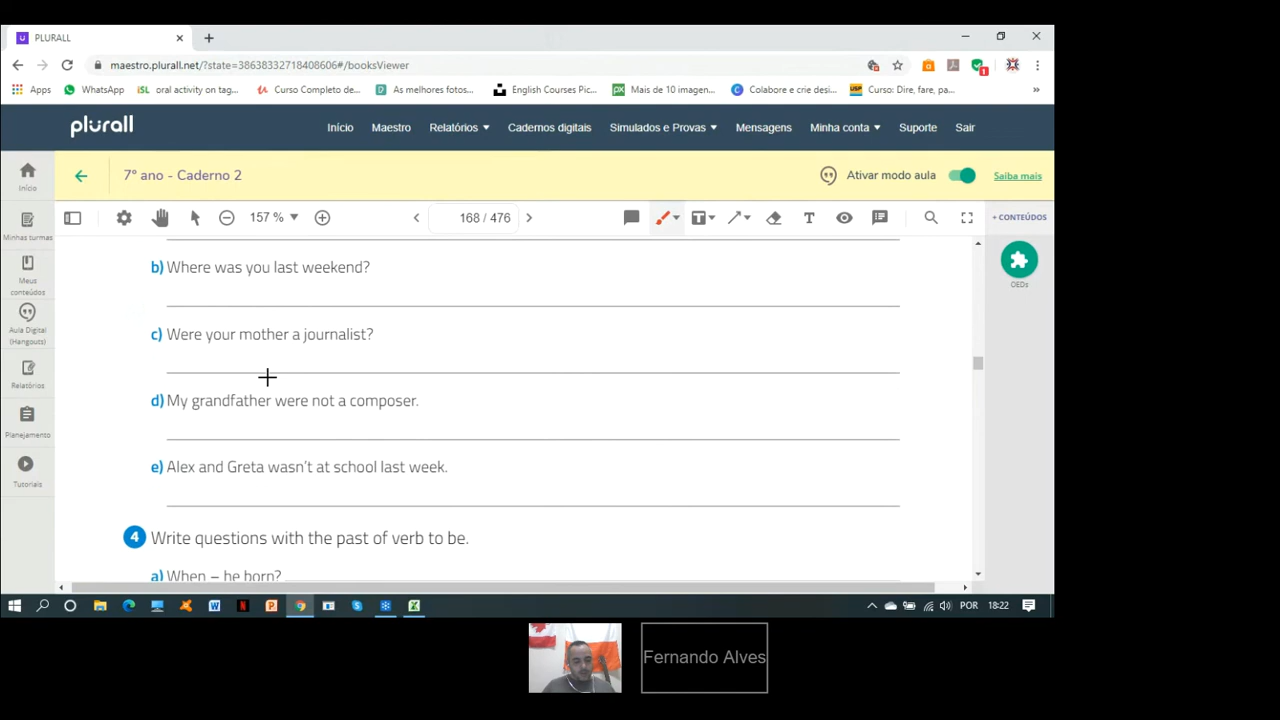 PLURALL
maestro.plurall.net/?state=38638332718408606#/booksViewer
Apps WhatsApp iSL oral activity on tag... Curso Completo de... D As melhores fotos... English Courses Pic... Mais de 10 imagen... Colabore e crie desi... USP Curso: Dire, fare, pa... »
plurall Início Maestro Relatórios Cadernos digitais Simulados e Provas Mensagens Minha conta Suporte Sair
7º ano - Caderno 2 Ativar modo aula Saiba mais
157 % 168 / 476 + CONTEÚDOS
Início
Minhas turmas
Meus conteúdos
Aula Digital (Hangouts)
Relatórios
Planejamento
Tutoriais
b) Where was you last weekend?
c) Were your mother a journalist?
d) My grandfather were not a composer.
e) Alex and Greta wasn't at school last week.
4 Write questions with the past of verb to be.
a) When – he born?
OEDs
POR 18:22
Fernando Alves